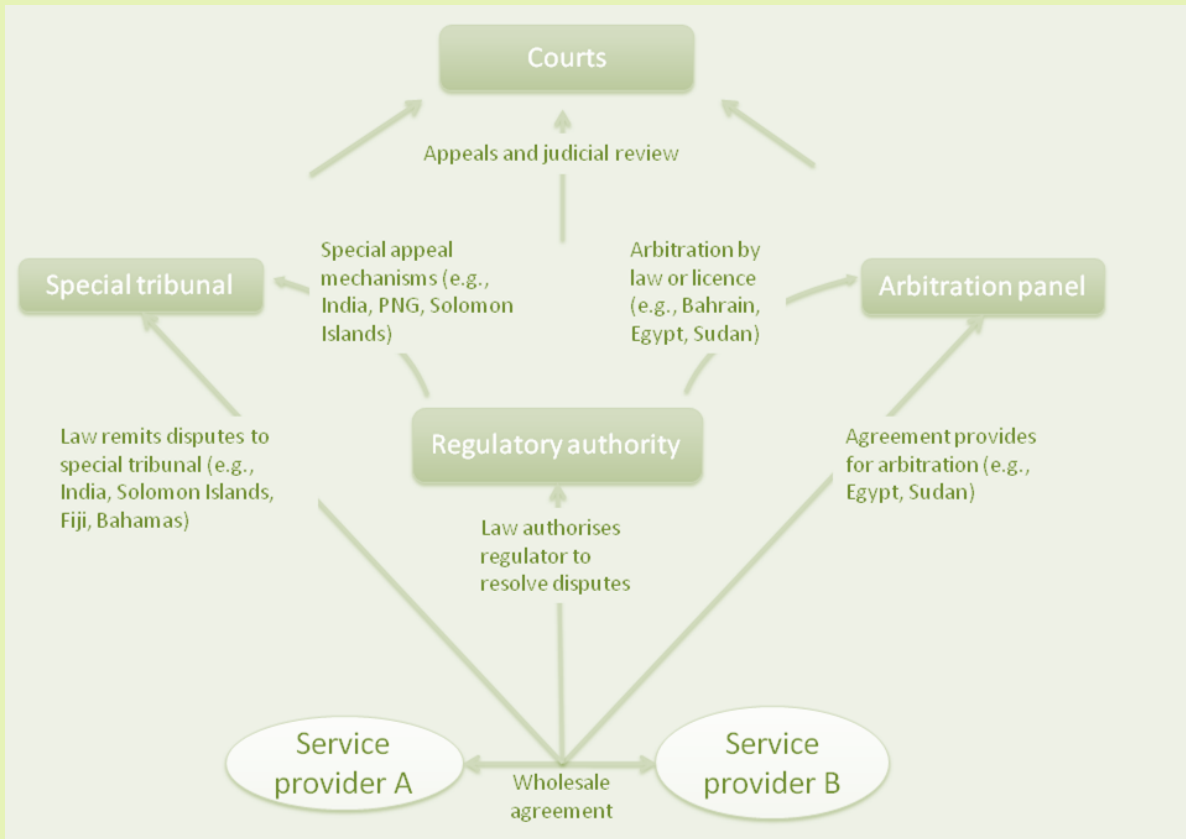 Courts
Appeals and judicial review
Special appeal
mechanisms (e.g.,
India, PNG, Solomon
Islands)
Arbitration by
law or licence
(e.g., Bahrain,
Egypt, Sudan)
Special tribunal
Arbitration panel
Law remits disputes to
special tribunal (e.g.,
India, Solomon Islands,
Fiji, Bahamas)
Regulatory authority
Agreement provides
for arbitration (e.g.,
Egypt, Sudan)
Law authorises
regulator to
resolve disputes
Service
provider A
Wholesale
agreement
Service
provider B